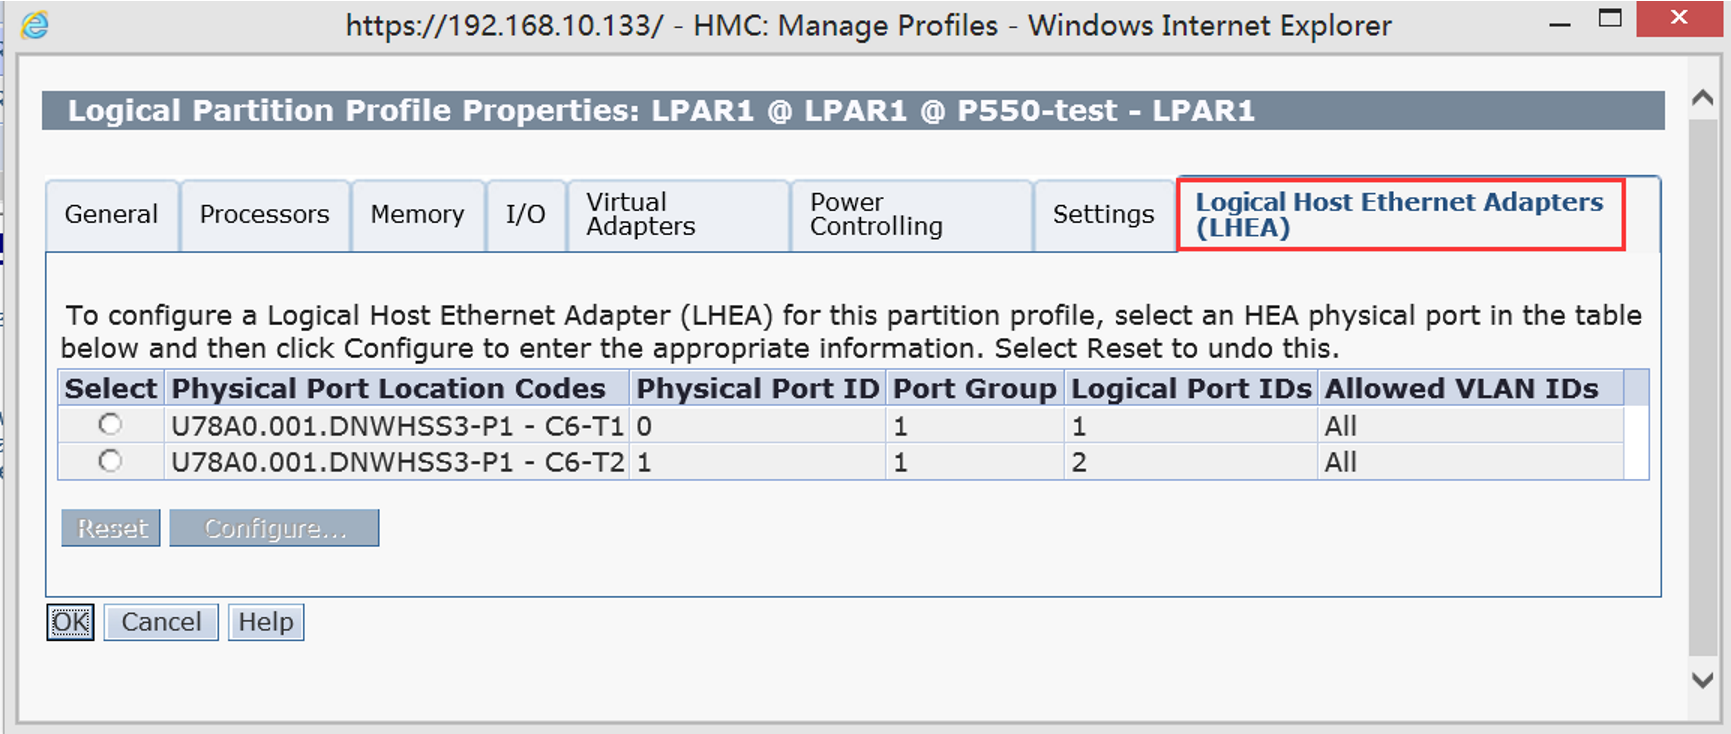 https://192.168.10.133/ - HMC: Manage Profiles - Windows Internet Explorer
Logical Partition Profile Properties: LPAR1 @ LPAR1 @ P550-test - LPAR1
General
Processors
Memory
I/O
Virtual
Adapters
Power
Controlling
Settings
Logical Host Ethernet Adapters
(LHEA)
To configure a Logical Host Ethernet Adapter (LHEA) for this partition profile, select an HEA physical port in the table
below and then click Configure to enter the appropriate information. Select Reset to undo this.
Select Physical Port Location Codes Physical Port ID Port Group Logical Port IDs Allowed VLAN IDs
U78A0.001.DNWHSS3-P1 - C6-T1 0 1 1 All
U78A0.001.DNWHSS3-P1 - C6-T2 1 1 2 All
Reset Configure...
OK Cancel Help